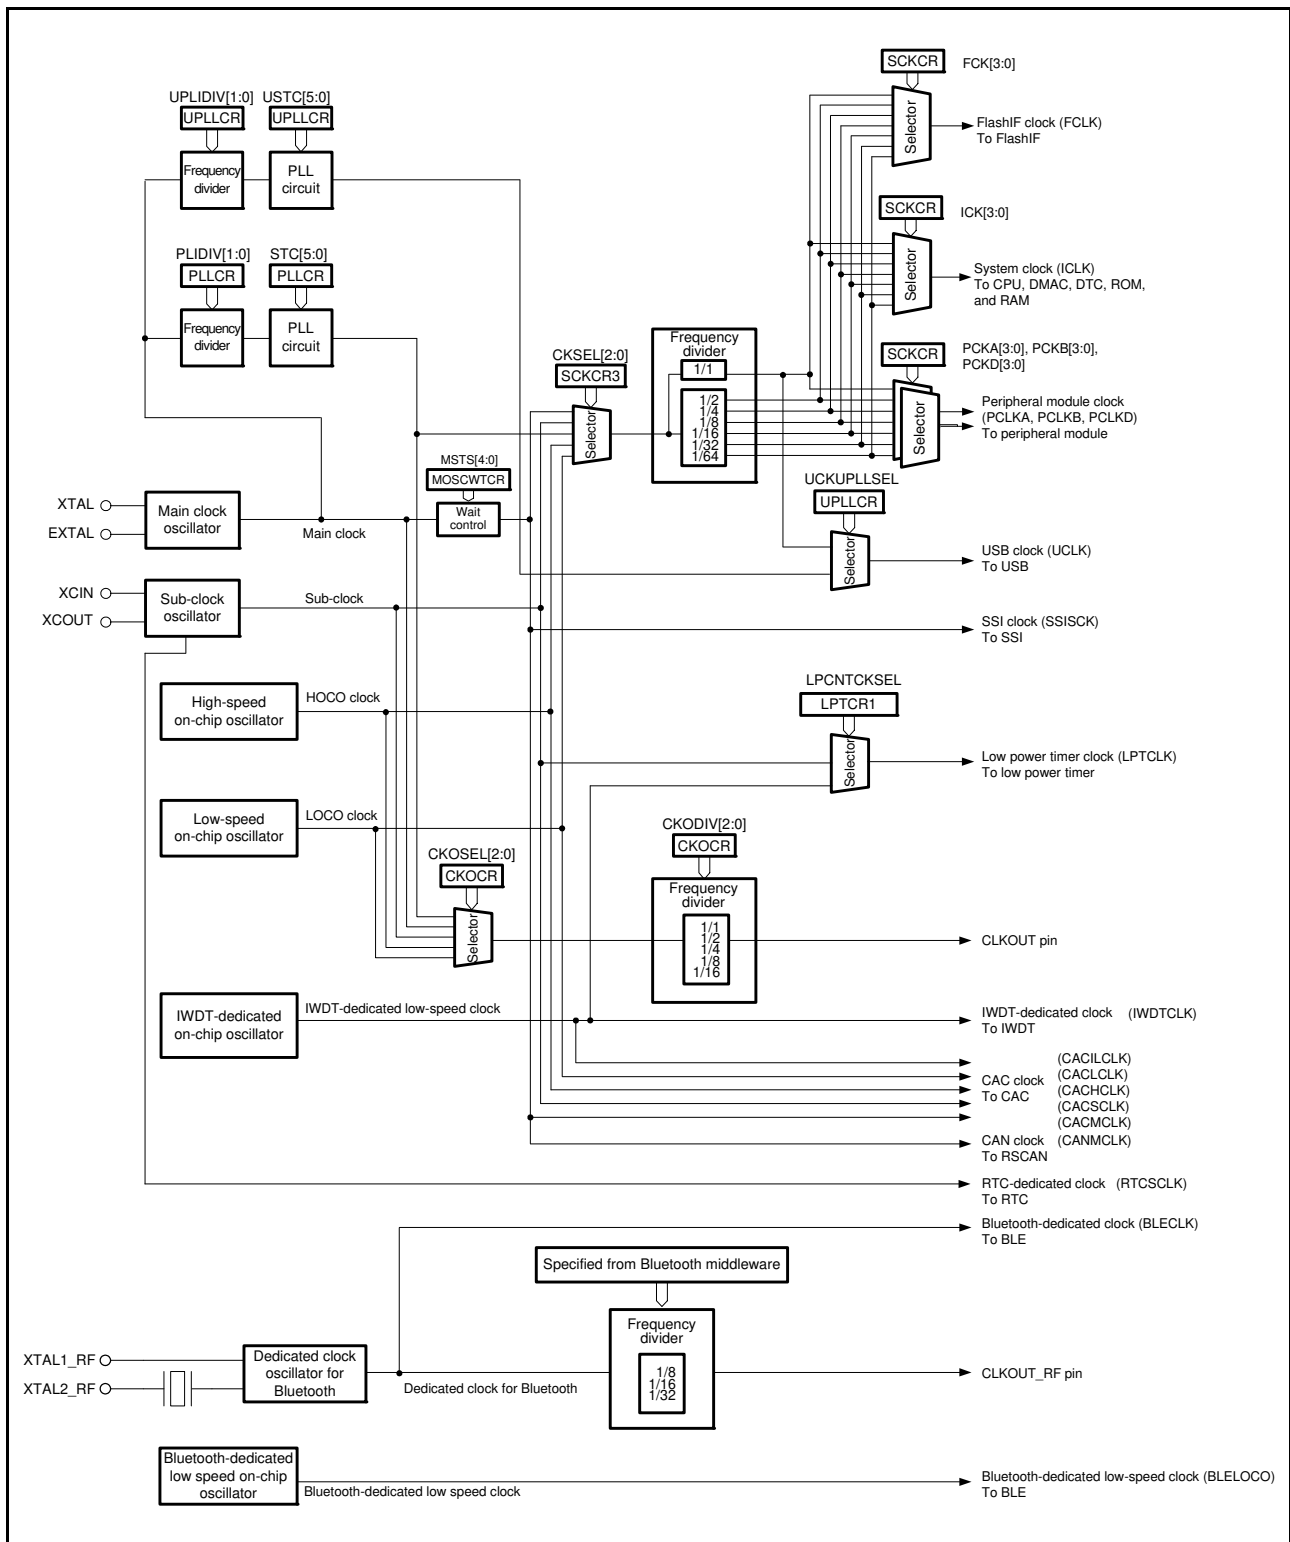 SCKCR
FCK[3:0]
Selector
FlashIF clock (FCLK)
To FlashIF
UPLIDIV[1:0]
USTC[5:0]
UPLLCR
UPLLCR
Frequency
divider
PLL
circuit
SCKCR
ICK[3:0]
Selector
System clock (ICLK)
To CPU, DMAC, DTC, ROM,
and RAM
PLIDIV[1:0]
STC[5:0]
PLLCR
PLLCR
Frequency
divider
PLL
circuit
CKSEL[2:0]
SCKCR3
Selector
Frequency
divider
1/1
1/2
1/4
1/8
1/16
1/32
1/64
SCKCR
PCKA[3:0], PCKB[3:0],
PCKD[3:0]
Selector
Peripheral module clock
(PCLKA, PCLKB, PCLKD)
To peripheral module
MSTS[4:0]
MOSCWTCR
Wait
control
UCKUPLLSEL
UPLLCR
Selector
USB clock (UCLK)
To USB
XTAL
EXTAL
Main clock
oscillator
Main clock
XCIN
XCOUT
Sub-clock
oscillator
Sub-clock
SSI clock (SSISCK)
To SSI
High-speed
on-chip oscillator
HOCO clock
LPCNTCKSEL
LPTCR1
Selector
Low power timer clock (LPTCLK)
To low power timer
Low-speed
on-chip oscillator
LOCO clock
CKOSEL[2:0]
CKOCR
Selector
CKODIV[2:0]
CKOCR
Frequency
divider
1/1
1/2
1/4
1/8
1/16
CLKOUT pin
IWDT-dedicated
on-chip oscillator
IWDT-dedicated low-speed clock
IWDT-dedicated clock (IWDTCLK)
To IWDT
CAC clock
To CAC
(CACILCLK)
(CACLCLK)
(CACHCLK)
(CACSCLK)
(CACMCLK)
CAN clock (CANMCLK)
To RSCAN
RTC-dedicated clock (RTCSCLK)
To RTC
Bluetooth-dedicated clock (BLECLK)
To BLE
Specified from Bluetooth middleware
Frequency
divider
1/8
1/16
1/32
XTAL1_RF
XTAL2_RF
Dedicated clock
oscillator for
Bluetooth
Dedicated clock for Bluetooth
CLKOUT_RF pin
Bluetooth-dedicated
low speed on-chip
oscillator
Bluetooth-dedicated low speed clock
Bluetooth-dedicated low-speed clock (BLELOCO)
To BLE